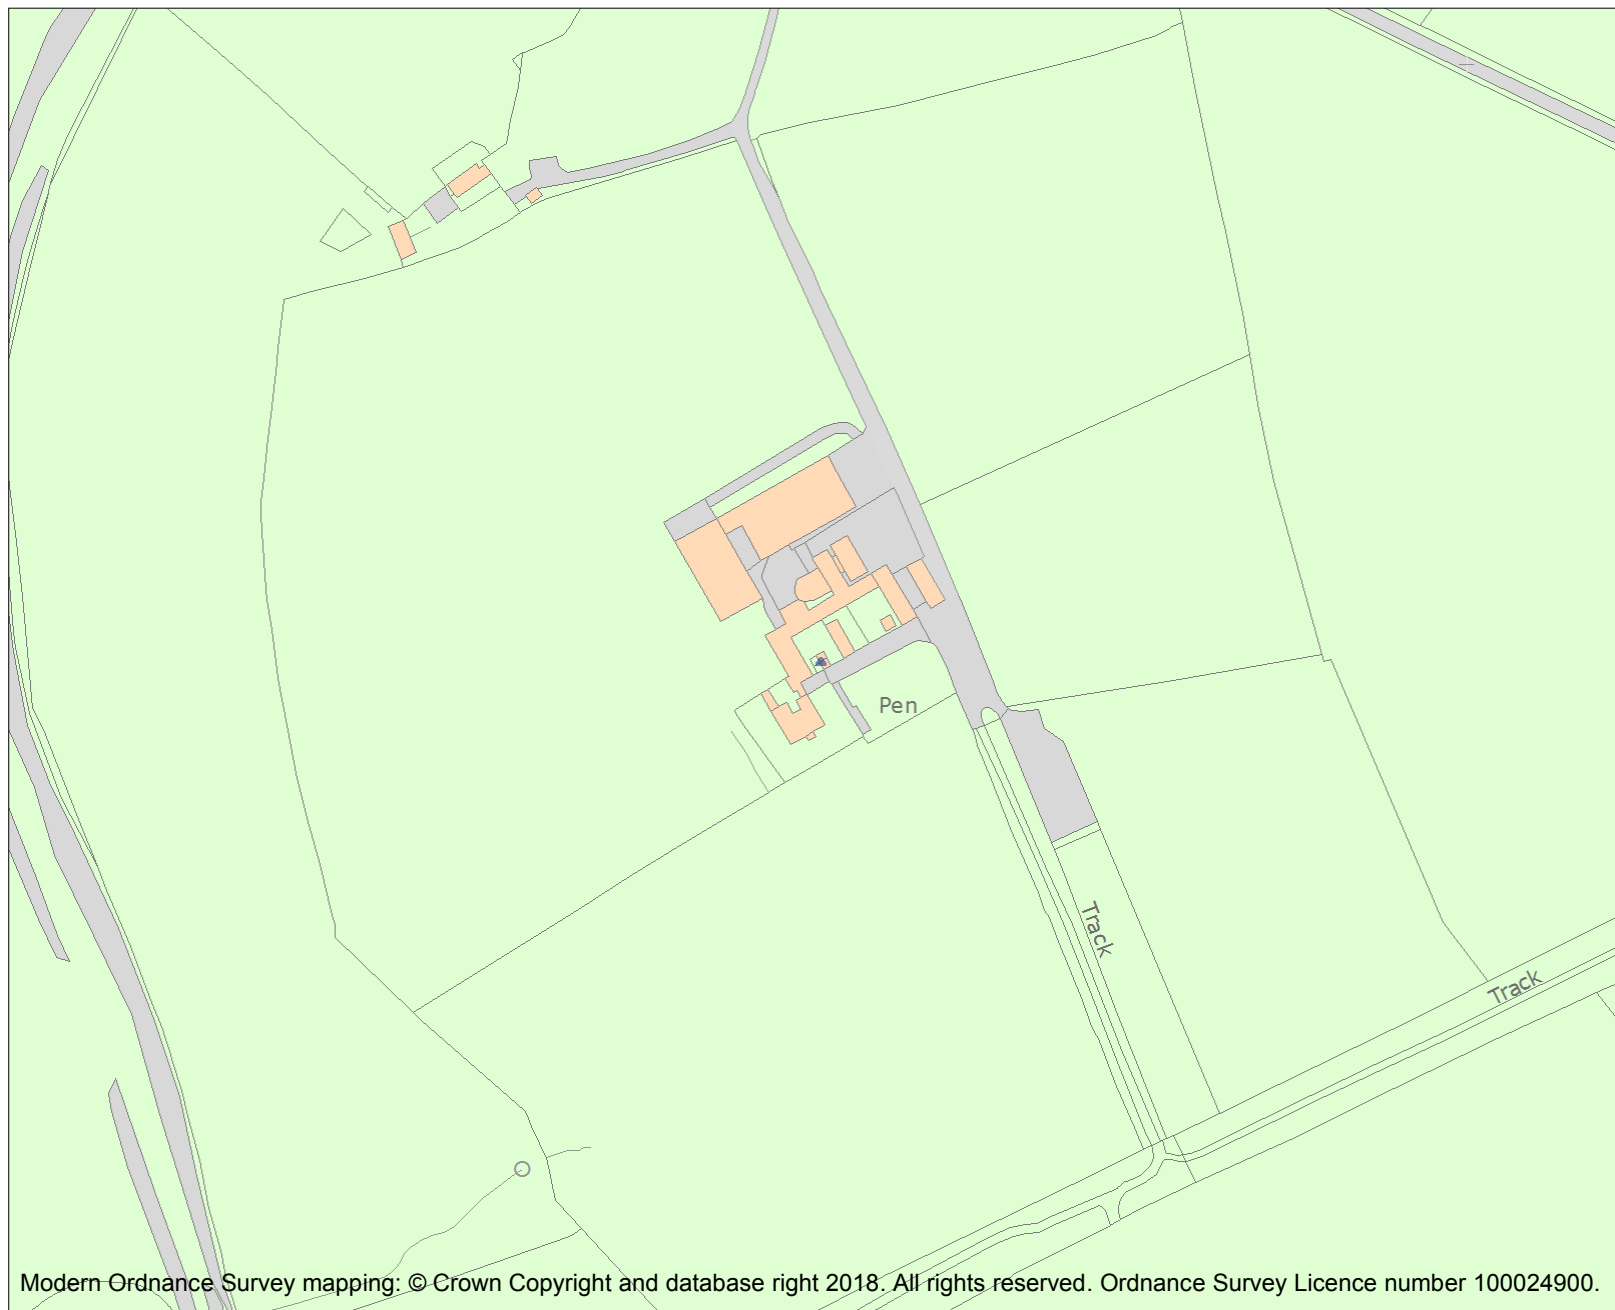 Pen
Track
Track
Modern Ordnance Survey mapping: © Crown Copyright and database right 2018. All rights reserved. Ordnance Survey Licence number 100024900.